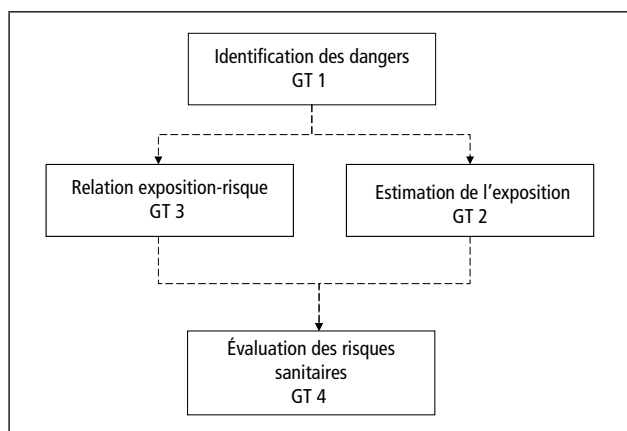 Identification des dangers
GT 1
Relation exposition-risque
GT 3
Estimation de l’exposition
GT 2
Évaluation des risques
sanitaires
GT 4